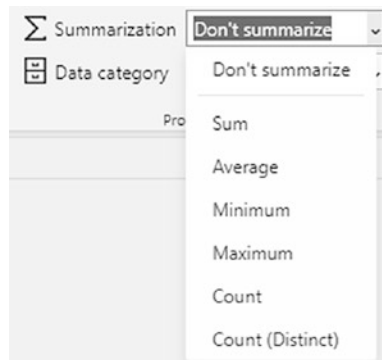 Summarization Don't summarize
Data category Don't summarize
Pro Sum
Average
Minimum
Maximum
Count
Count (Distinct)